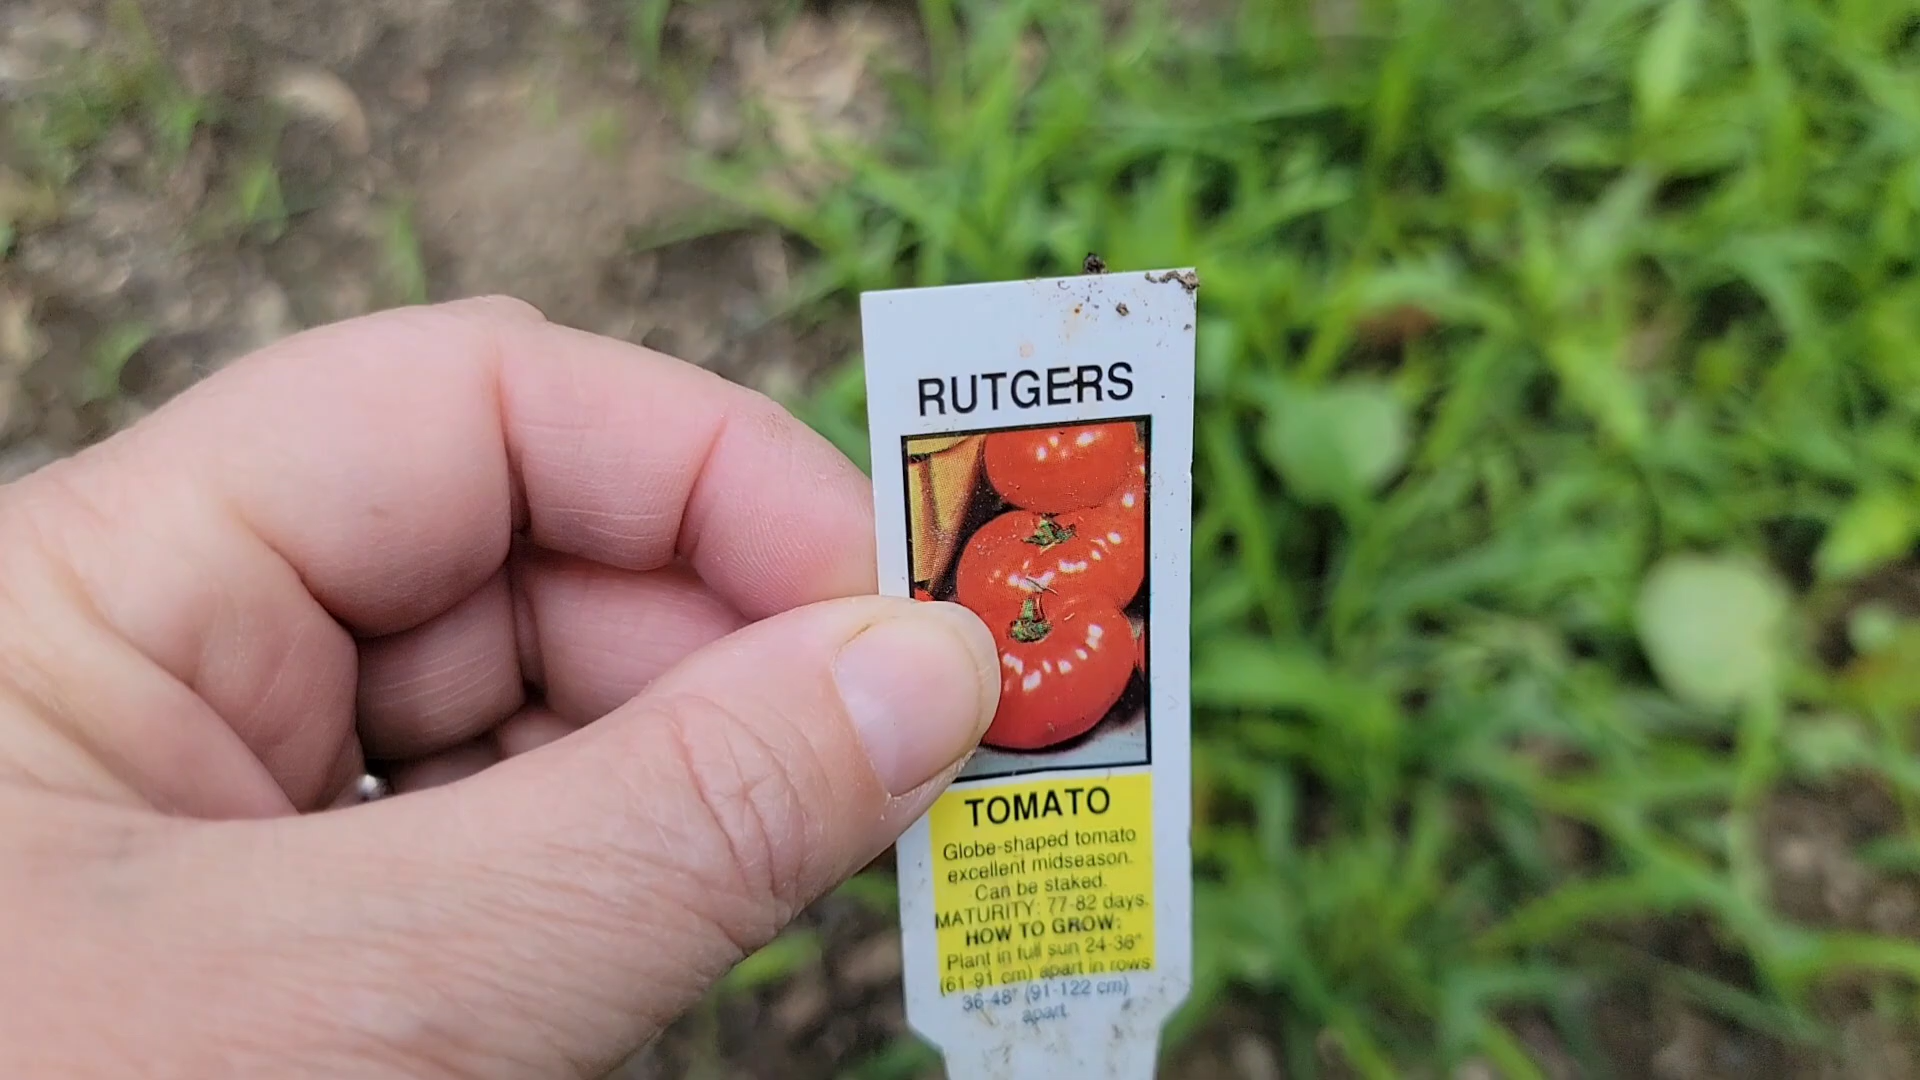 RUTGERS
TOMATO
Globe-shaped tomato
excellent midseason.
Can be staked.
MATURITY: 77-82 days.
HOW TO GROW:
Plant in full sun 24-36"
(61-91 cm) apart in rows
36-48" (91-122 cm)
apart